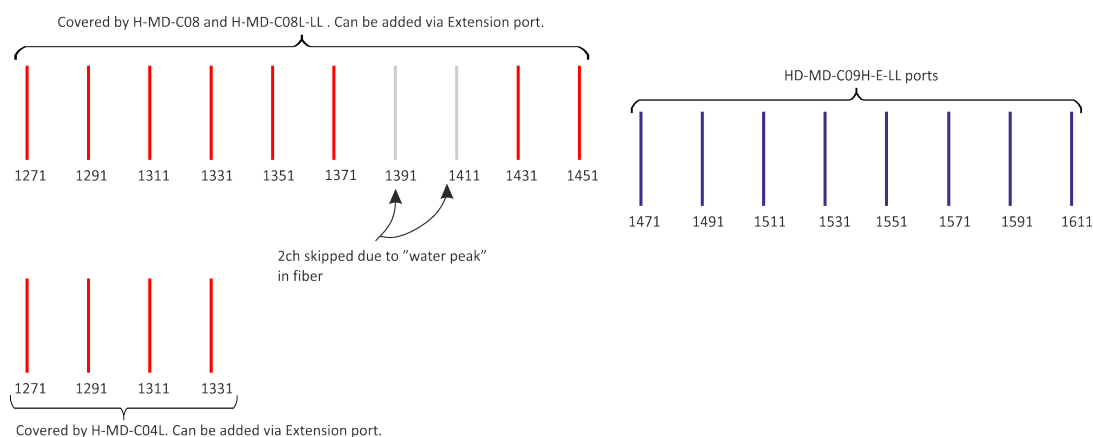 Covered by H-MD-C08 and H-MD-C08L-LL . Can be added via Extension port.
HD-MD-C09H-E-LL ports
1271 1291 1311 1331 1351 1371 1391 1411 1431 1451
1471 1491 1511 1531 1551 1571 1591 1611
2ch skipped due to ”water peak”
in fiber
1271 1291 1311 1331
Covered by H-MD-C04L. Can be added via Extension port.